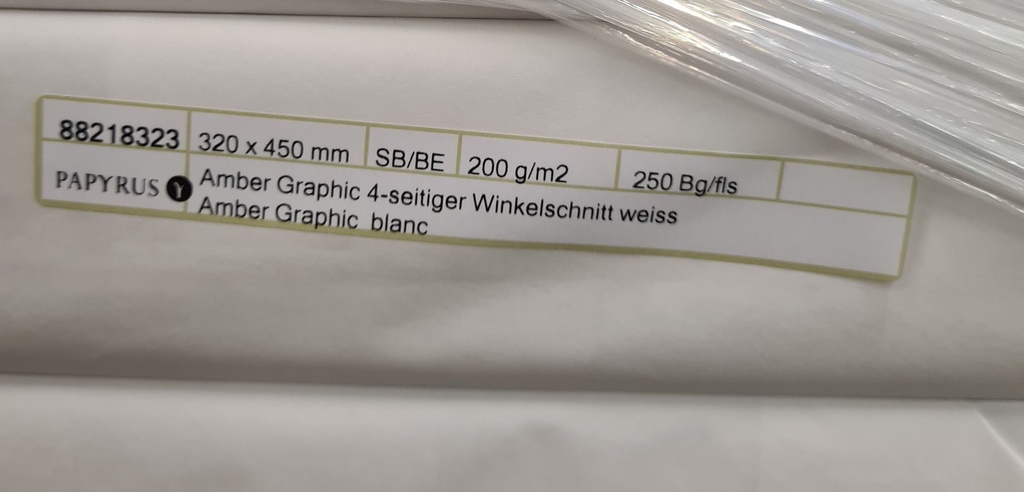 88218323 320 x 450 mm SB/BE 200 g/m2 250 Bg/fls
PAPYRUS Amber Graphic 4-seitiger Winkelschnitt weiss
Amber Graphic blanc